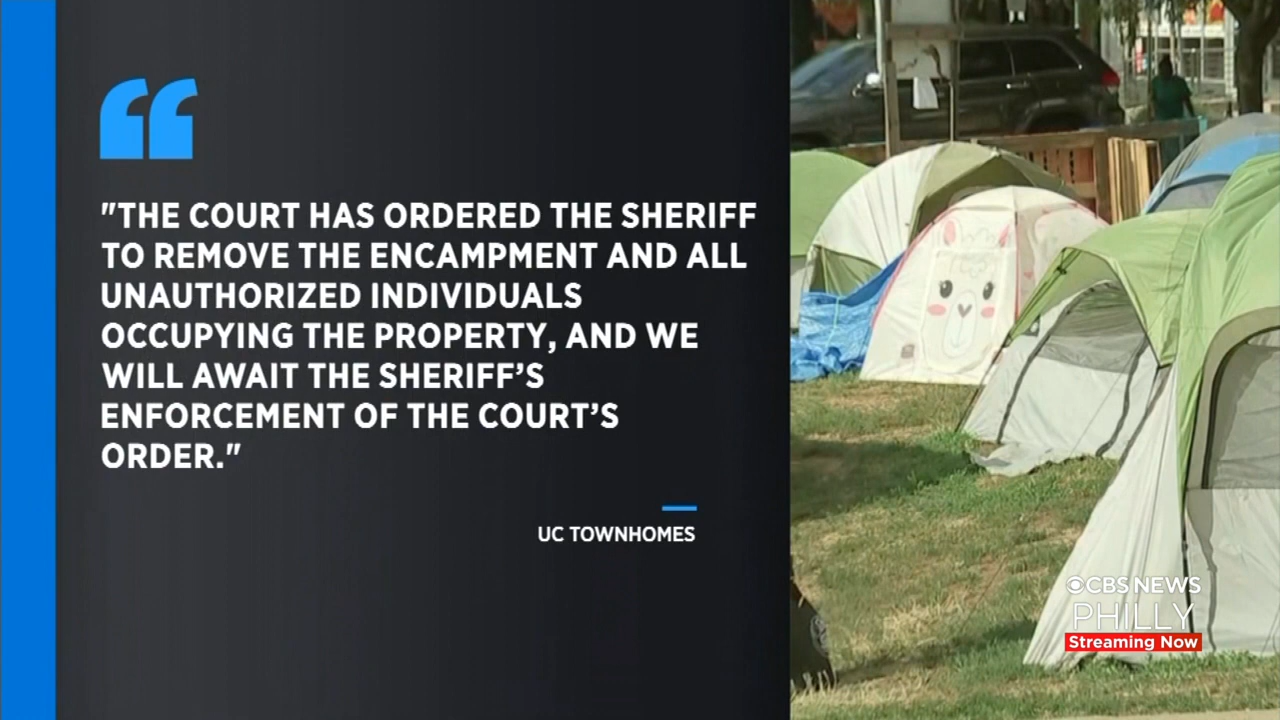 "THE COURT HAS ORDERED THE SHERIFF
TO REMOVE THE ENCAMPMENT AND ALL
UNAUTHORIZED INDIVIDUALS
OCCUPYING THE PROPERTY, AND WE
WILL AWAIT THE SHERIFF’S
ENFORCEMENT OF THE COURT’S
ORDER."
UC TOWNHOMES
CBS NEWS
PHILLY
Streaming Now